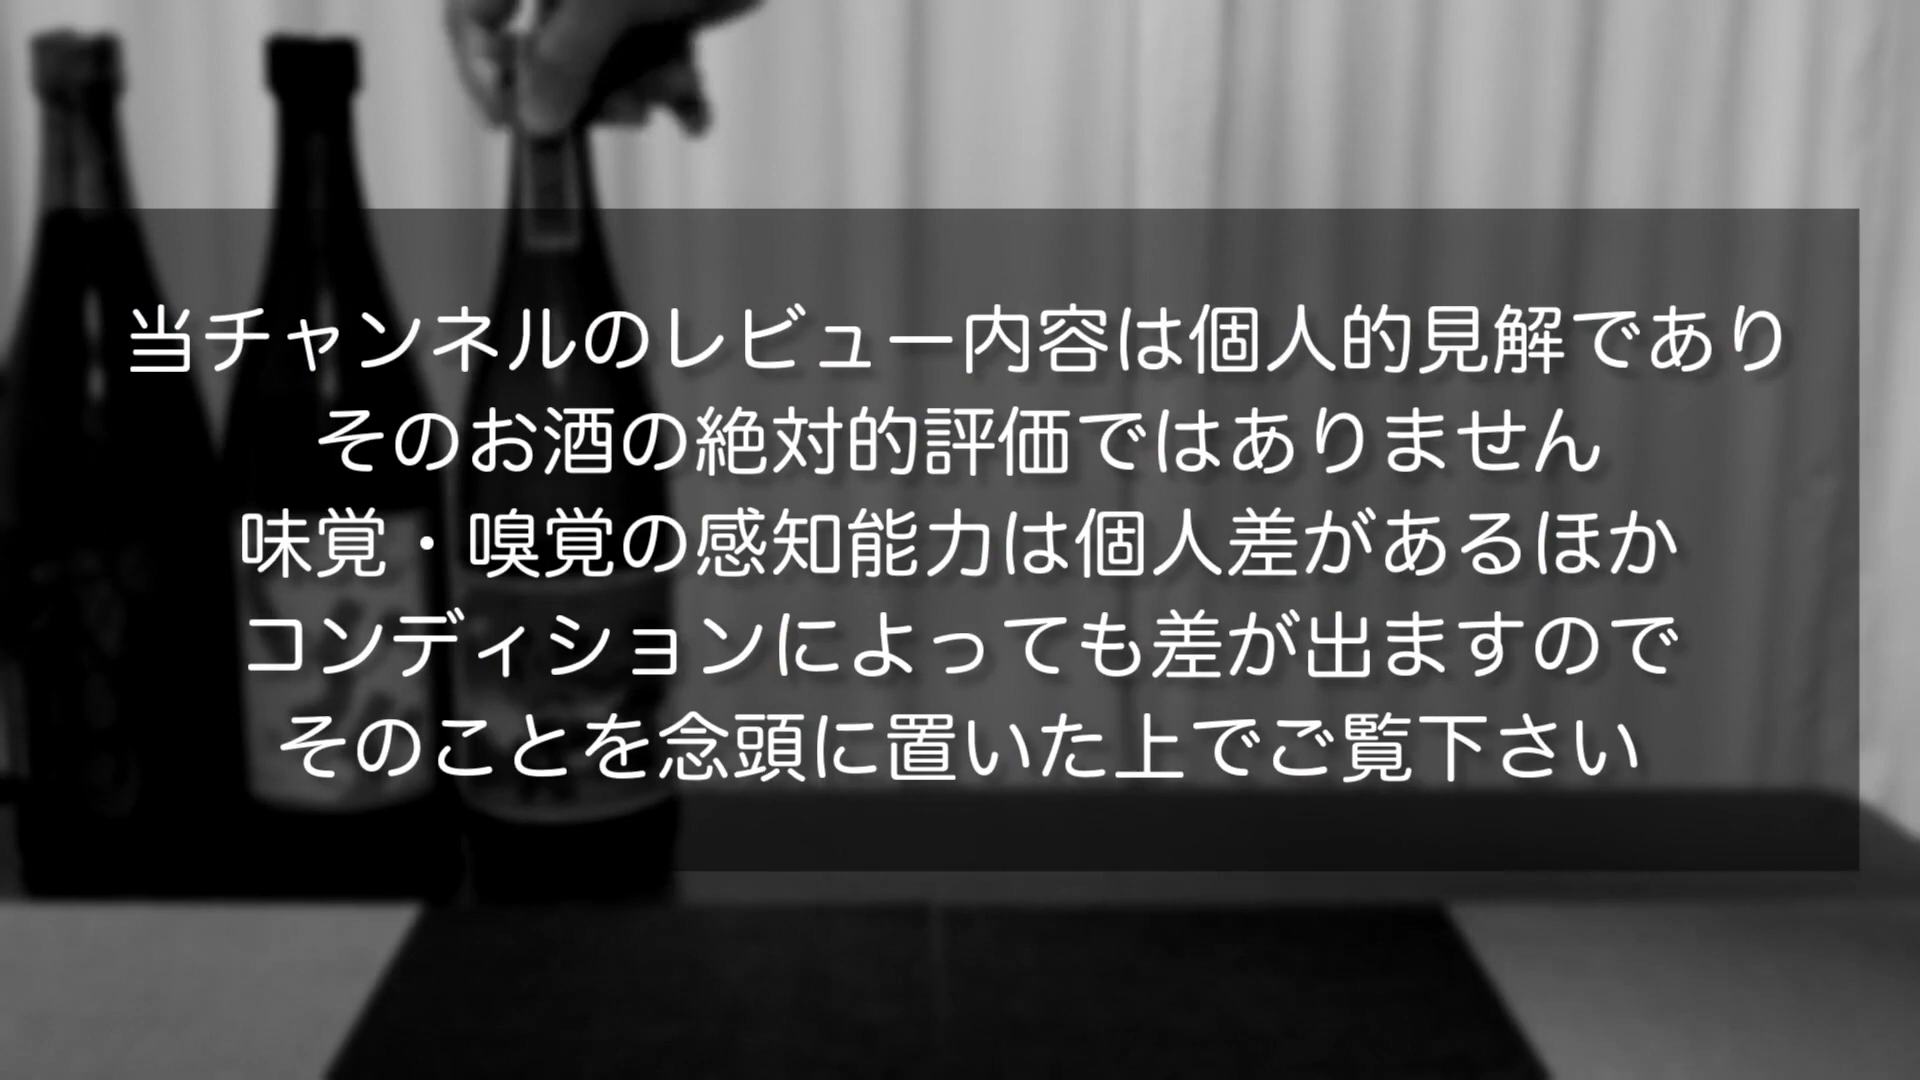 当チャンネルのレビュー内容は個人的見解であり
そのお酒の絶対的評価ではありません
味覚・嗅覚の感知能力は個人差があるほか
コンディションによっても差が出ますので
そのことを念頭に置いた上でご覧下さい